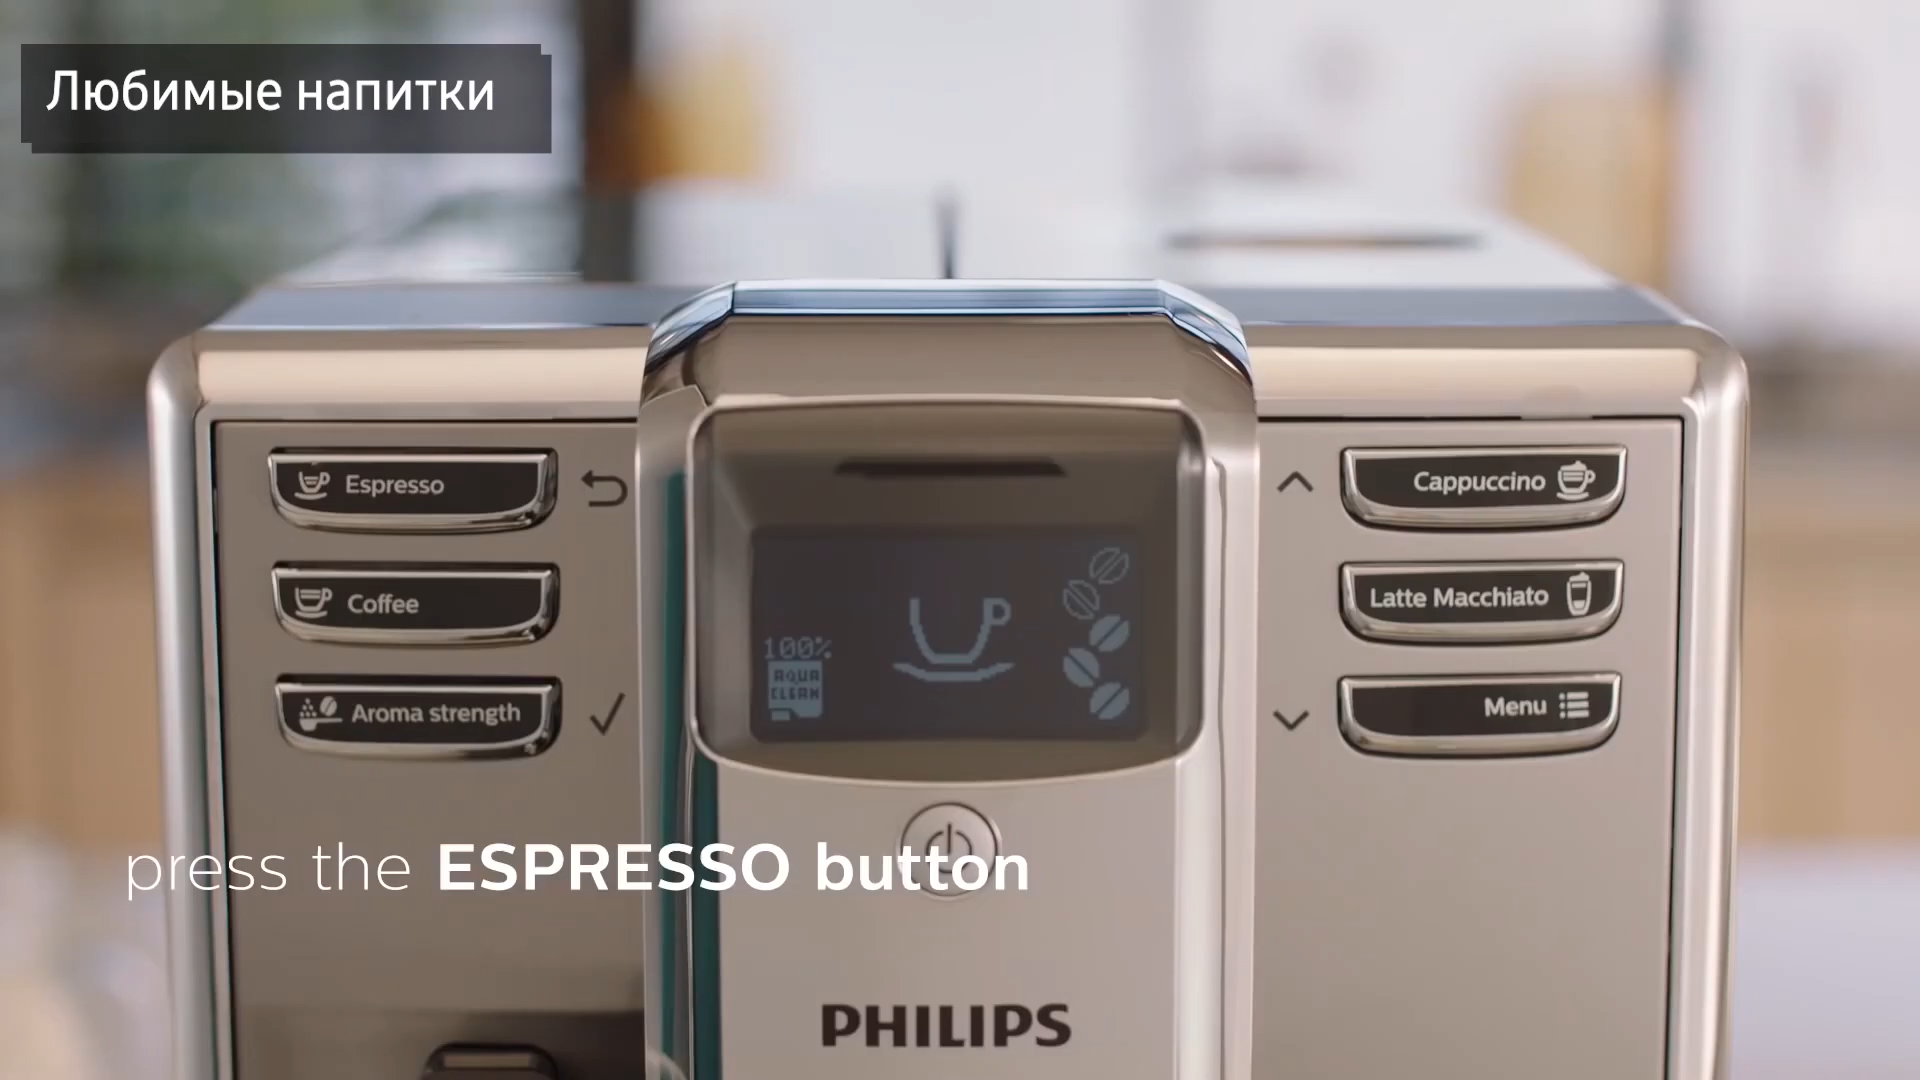 Любимые напитки
Espresso
Cappuccino
Coffee
Latte Macchiato
100%
AQUA
CLEAN
Aroma strength
Menu
press the ESPRESSO button
PHILIPS